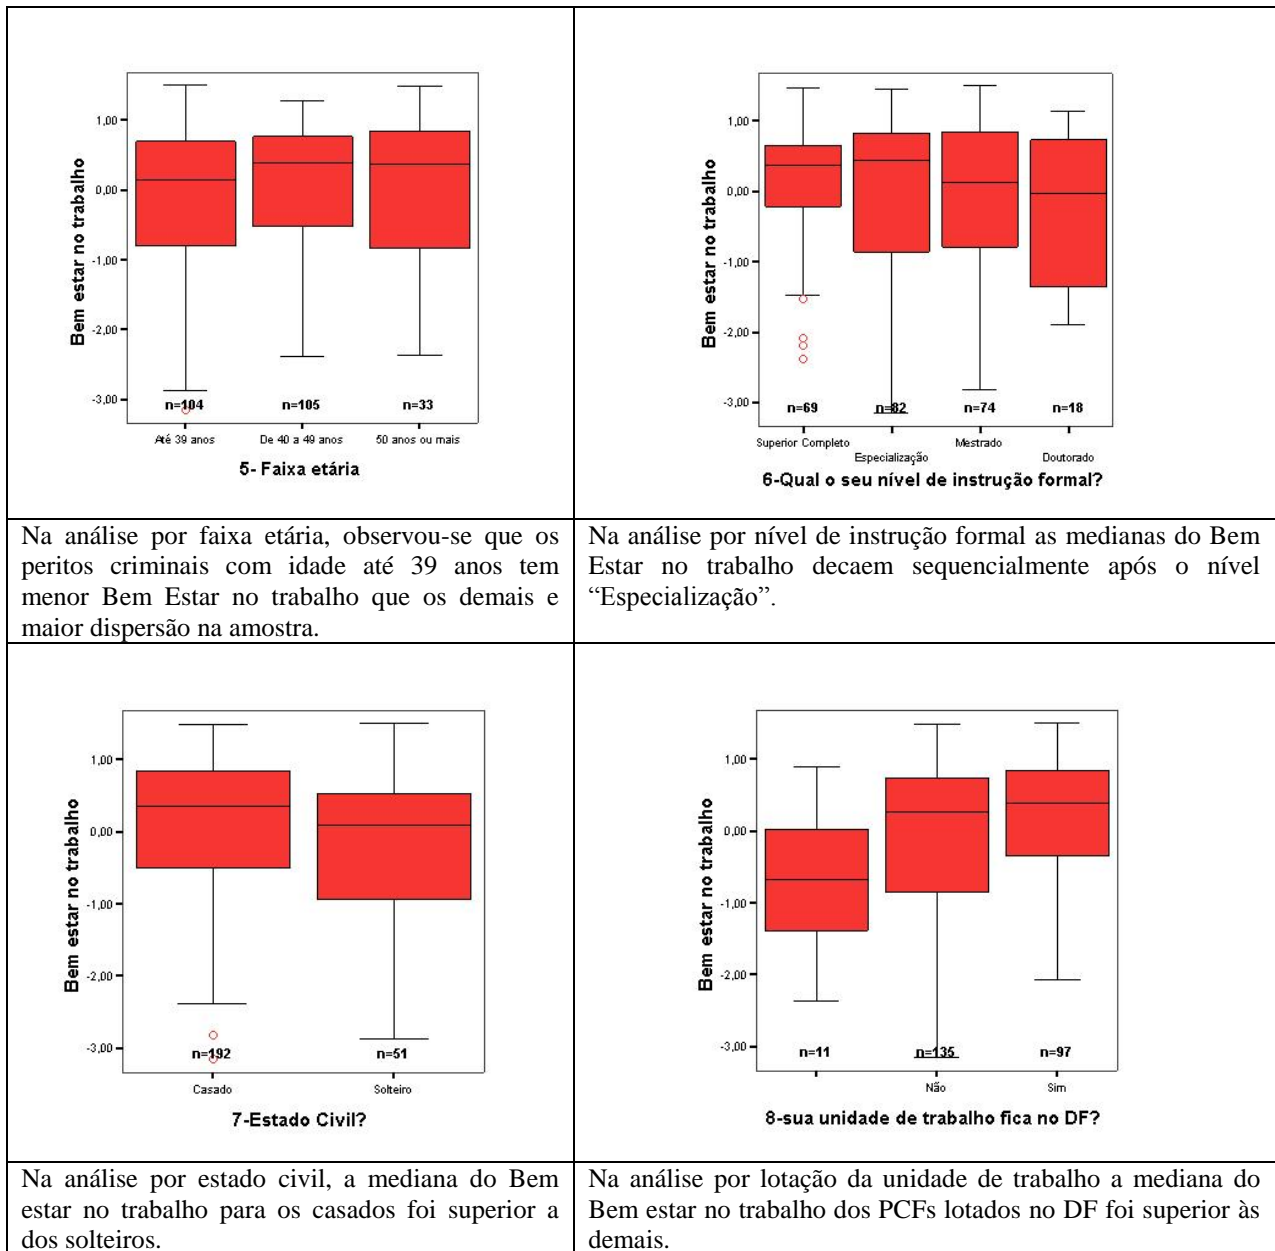 Bem estar no trabalho
1,00
0,00
-1,00
-2,00
-3,00
n=104
n=105
n=33
Até 39 anos
De 40 a 49 anos
50 anos ou mais
5- Faixa etária
Bem estar no trabalho
1,00
0,00
-1,00
-2,00
-3,00
n=69
n=82
n=74
n=18
Superior Completo
Especialização
Mestrado
Doutorado
6-Qual o seu nível de instrução formal?
Na análise por faixa etária, observou-se que os
peritos criminais com idade até 39 anos tem
menor Bem Estar no trabalho que os demais e
maior dispersão na amostra.
Na análise por nível de instrução formal as medianas do Bem
Estar no trabalho decaem sequencialmente após o nível
“Especialização”.
Bem estar no trabalho
1,00
0,00
-1,00
-2,00
-3,00
n=192
n=51
Casado
Solteiro
7-Estado Civil?
Bem estar no trabalho
1,00
0,00
-1,00
-2,00
-3,00
n=11
n=135
n=97
Não
Sim
8-sua unidade de trabalho fica no DF?
Na análise por estado civil, a mediana do Bem
estar no trabalho para os casados foi superior a
dos solteiros.
Na análise por lotação da unidade de trabalho a mediana do
Bem estar no trabalho dos PCFs lotados no DF foi superior às
demais.